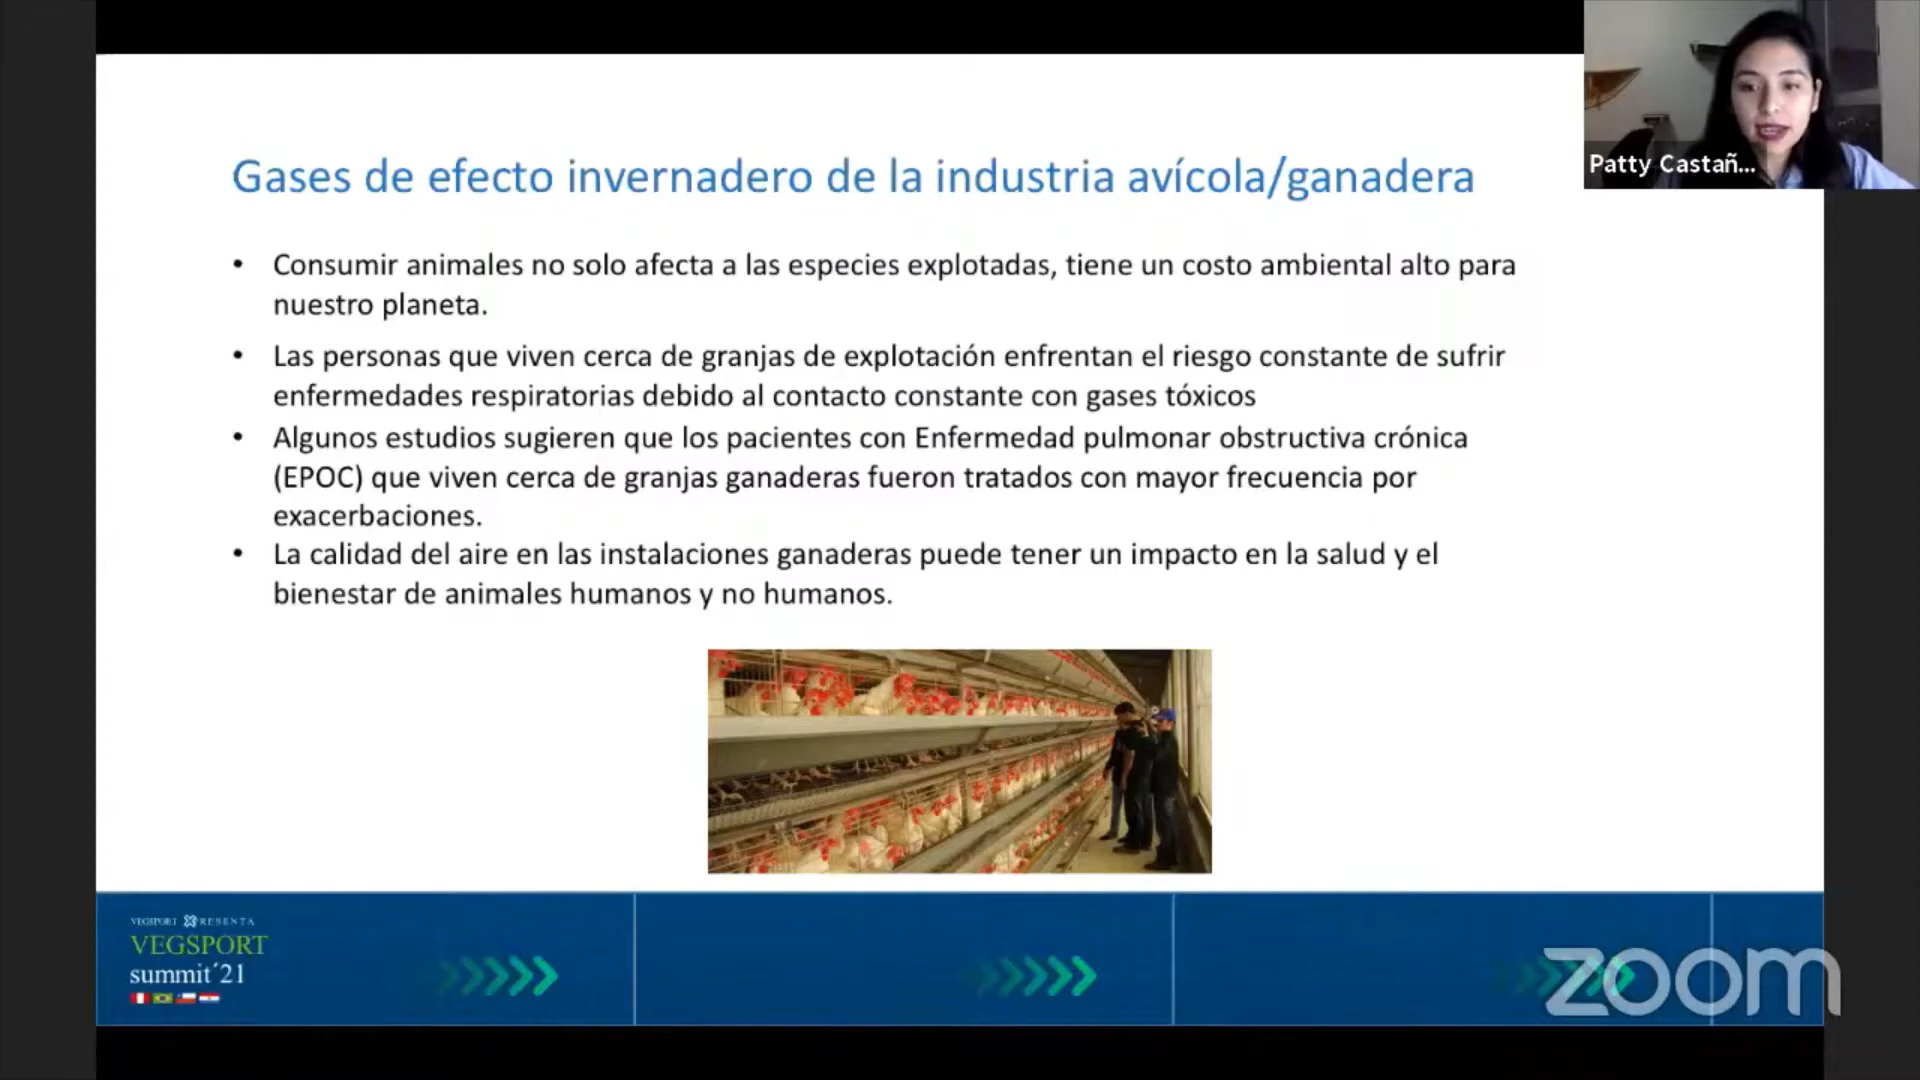 Gases de efecto invernadero de la industria avícola/ganadera
Patty Castañ...
• Consumir animales no solo afecta a las especies explotadas, tiene un costo ambiental alto para
nuestro planeta.
• Las personas que viven cerca de granjas de explotación enfrentan el riesgo constante de sufrir
enfermedades respiratorias debido al contacto constante con gases tóxicos
• Algunos estudios sugieren que los pacientes con Enfermedad pulmonar obstructiva crónica
(EPOC) que viven cerca de granjas ganaderas fueron tratados con mayor frecuencia por
exacerbaciones.
• La calidad del aire en las instalaciones ganaderas puede tener un impacto en la salud y el
bienestar de animales humanos y no humanos.
VEGSPORT RESENTA
VEGSPORT
summit´21
zoom